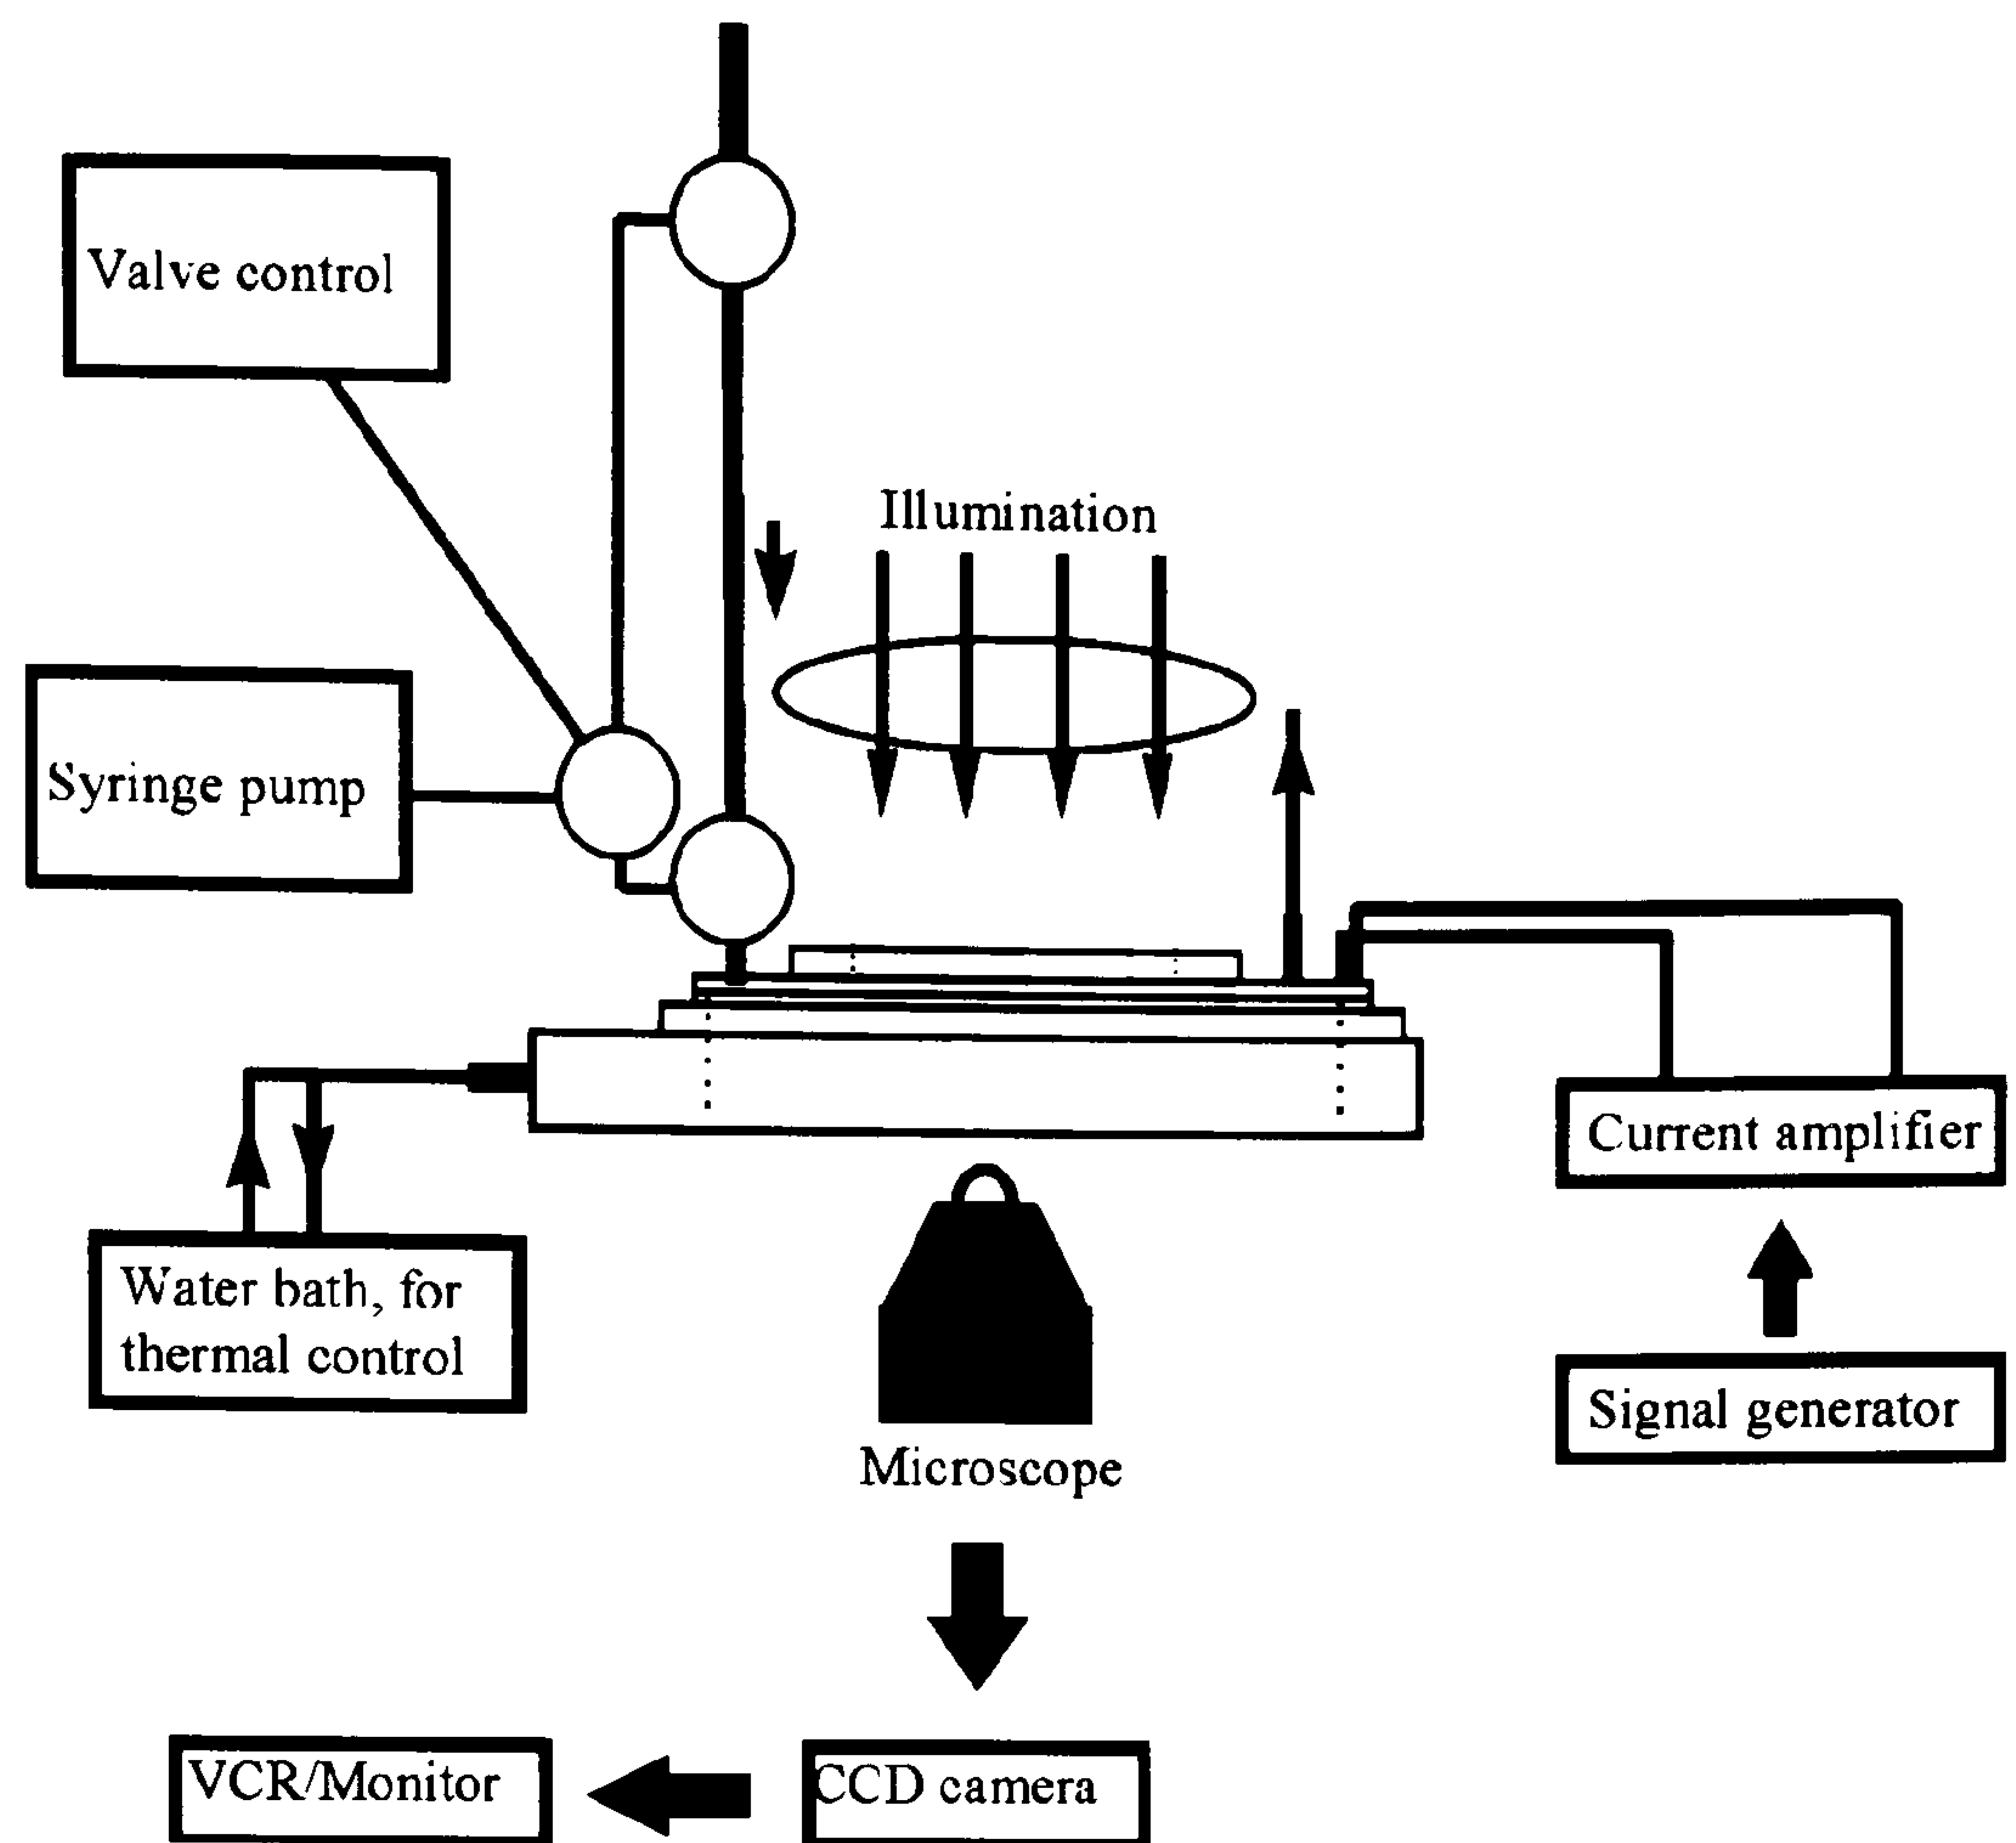 Valve control
Illumination
Syringe pump
Current amplifier
Water bath, for
thermal control
Signal generator
Microscope
VCR/Monitor
CCD camera